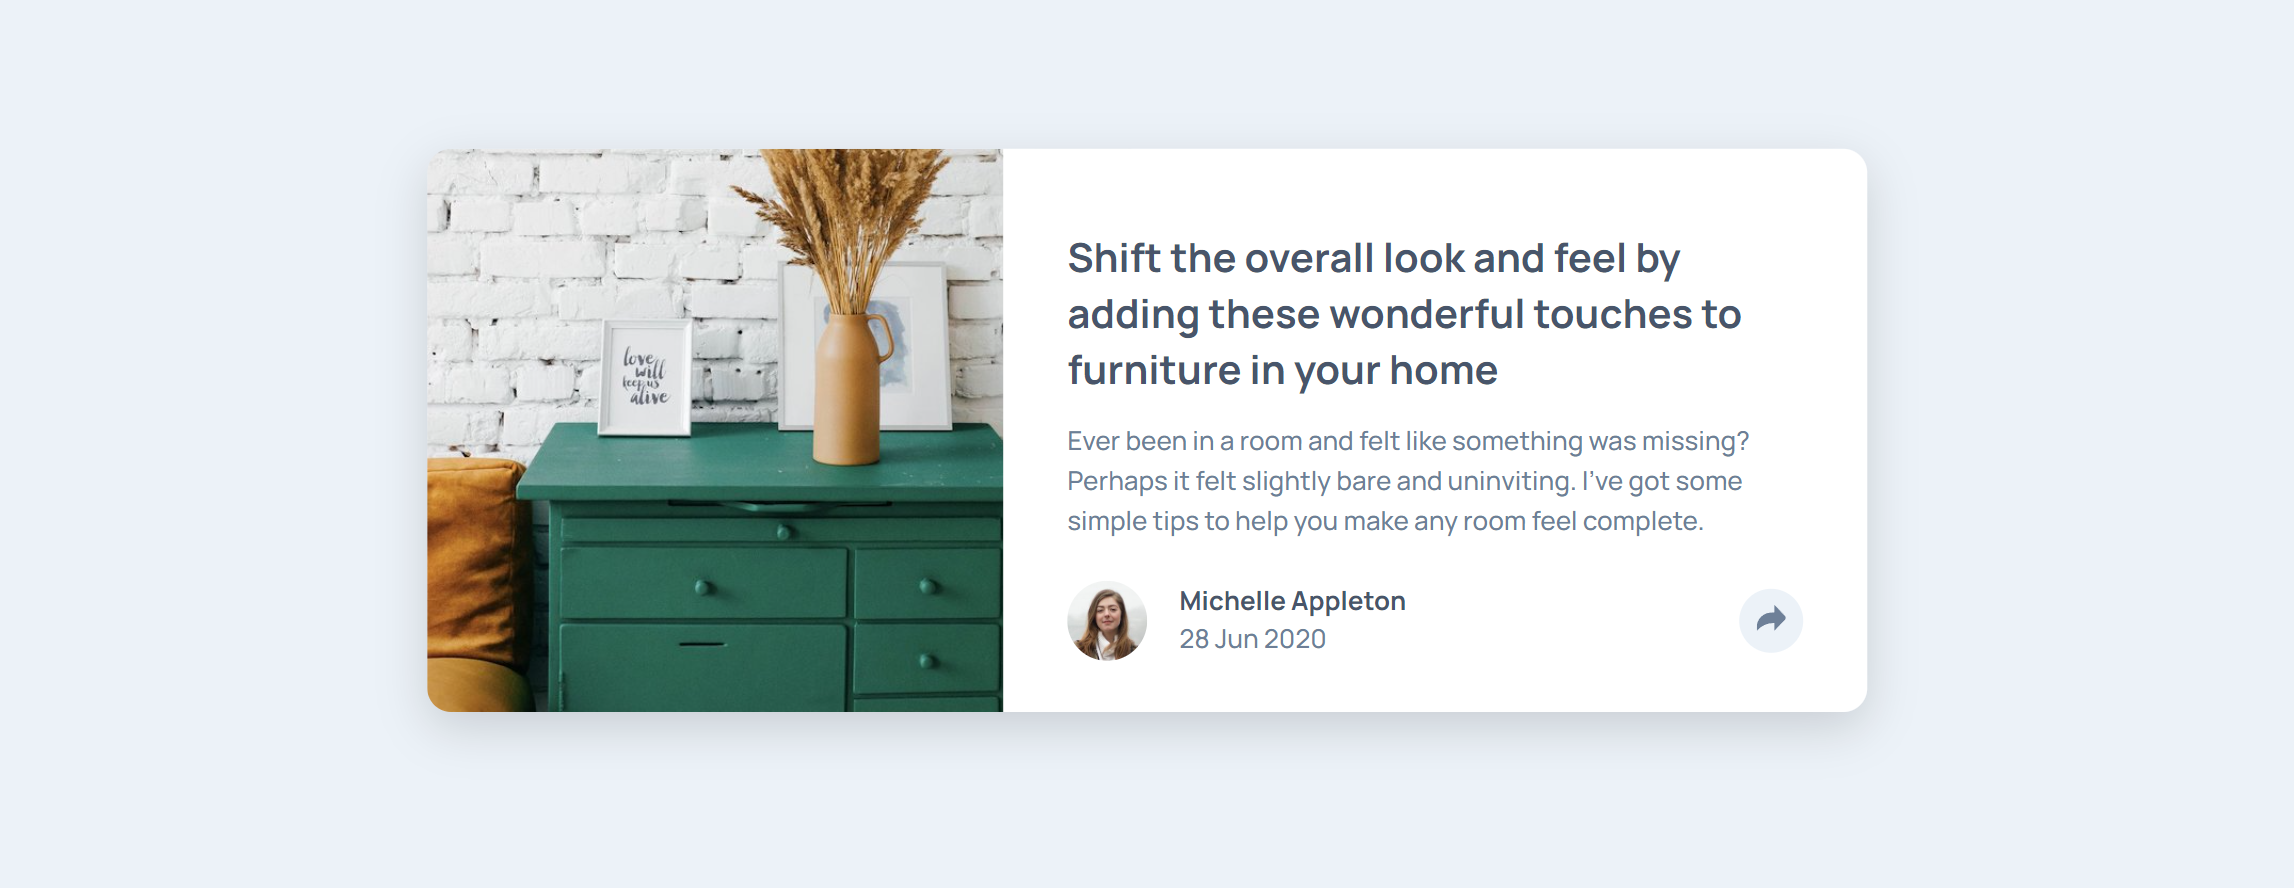 love
will
keep us
alive
Shift the overall look and feel by
adding these wonderful touches to
furniture in your home
Ever been in a room and felt like something was missing?
Perhaps it felt slightly bare and uninviting. I’ve got some
simple tips to help you make any room feel complete.
Michelle Appleton
28 Jun 2020